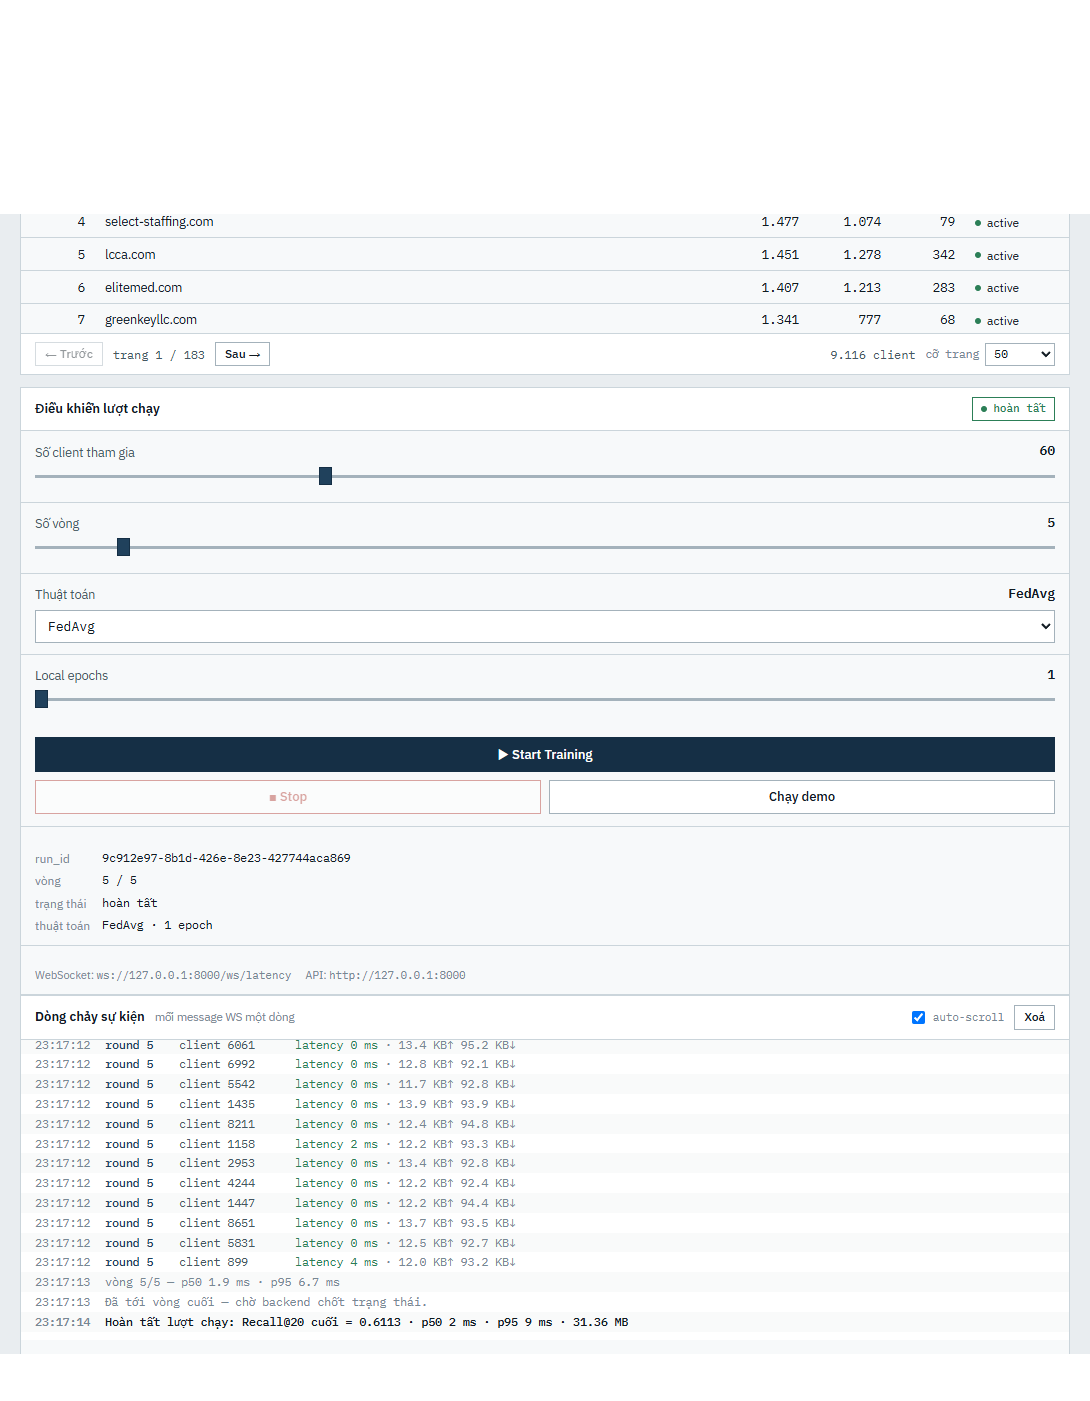 4 select-staffing.com 1.477 1.074 79 ● active
5 lcca.com 1.451 1.278 342 ● active
6 elitemed.com 1.407 1.213 283 ● active
7 greenkeyllc.com 1.341 777 68 ● active
← Trước trang 1 / 183 Sau → 9.116 client cỡ trang 50
Điều khiển lượt chạy ● hoàn tất
Số client tham gia 60
Số vòng 5
Thuật toán FedAvg
FedAvg
Local epochs 1
▶ Start Training
■ Stop Chạy demo
run_id 9c912e97-8b1d-426e-8e23-427744aca869
vòng 5 / 5
trạng thái hoàn tất
thuật toán FedAvg · 1 epoch
WebSocket: ws://127.0.0.1:8000/ws/latency API: http://127.0.0.1:8000
Dòng chảy sự kiện mỗi message WS một dòng auto-scroll Xoá
23:17:12 round 5 client 6061 latency 0 ms · 13.4 KB↑ 95.2 KB↓
23:17:12 round 5 client 6992 latency 0 ms · 12.8 KB↑ 92.1 KB↓
23:17:12 round 5 client 5542 latency 0 ms · 11.7 KB↑ 92.8 KB↓
23:17:12 round 5 client 1435 latency 0 ms · 13.9 KB↑ 93.9 KB↓
23:17:12 round 5 client 8211 latency 0 ms · 12.4 KB↑ 94.8 KB↓
23:17:12 round 5 client 1158 latency 2 ms · 12.2 KB↑ 93.3 KB↓
23:17:12 round 5 client 2953 latency 0 ms · 13.4 KB↑ 92.8 KB↓
23:17:12 round 5 client 4244 latency 0 ms · 12.2 KB↑ 92.4 KB↓
23:17:12 round 5 client 1447 latency 0 ms · 12.2 KB↑ 94.4 KB↓
23:17:12 round 5 client 8651 latency 0 ms · 13.7 KB↑ 93.5 KB↓
23:17:12 round 5 client 5831 latency 0 ms · 12.5 KB↑ 92.7 KB↓
23:17:12 round 5 client 899 latency 4 ms · 12.0 KB↑ 93.2 KB↓
23:17:13 vòng 5/5 — p50 1.9 ms · p95 6.7 ms
23:17:13 Đã tới vòng cuối — chờ backend chốt trạng thái.
23:17:14 Hoàn tất lượt chạy: Recall@20 cuối = 0.6113 · p50 2 ms · p95 9 ms · 31.36 MB